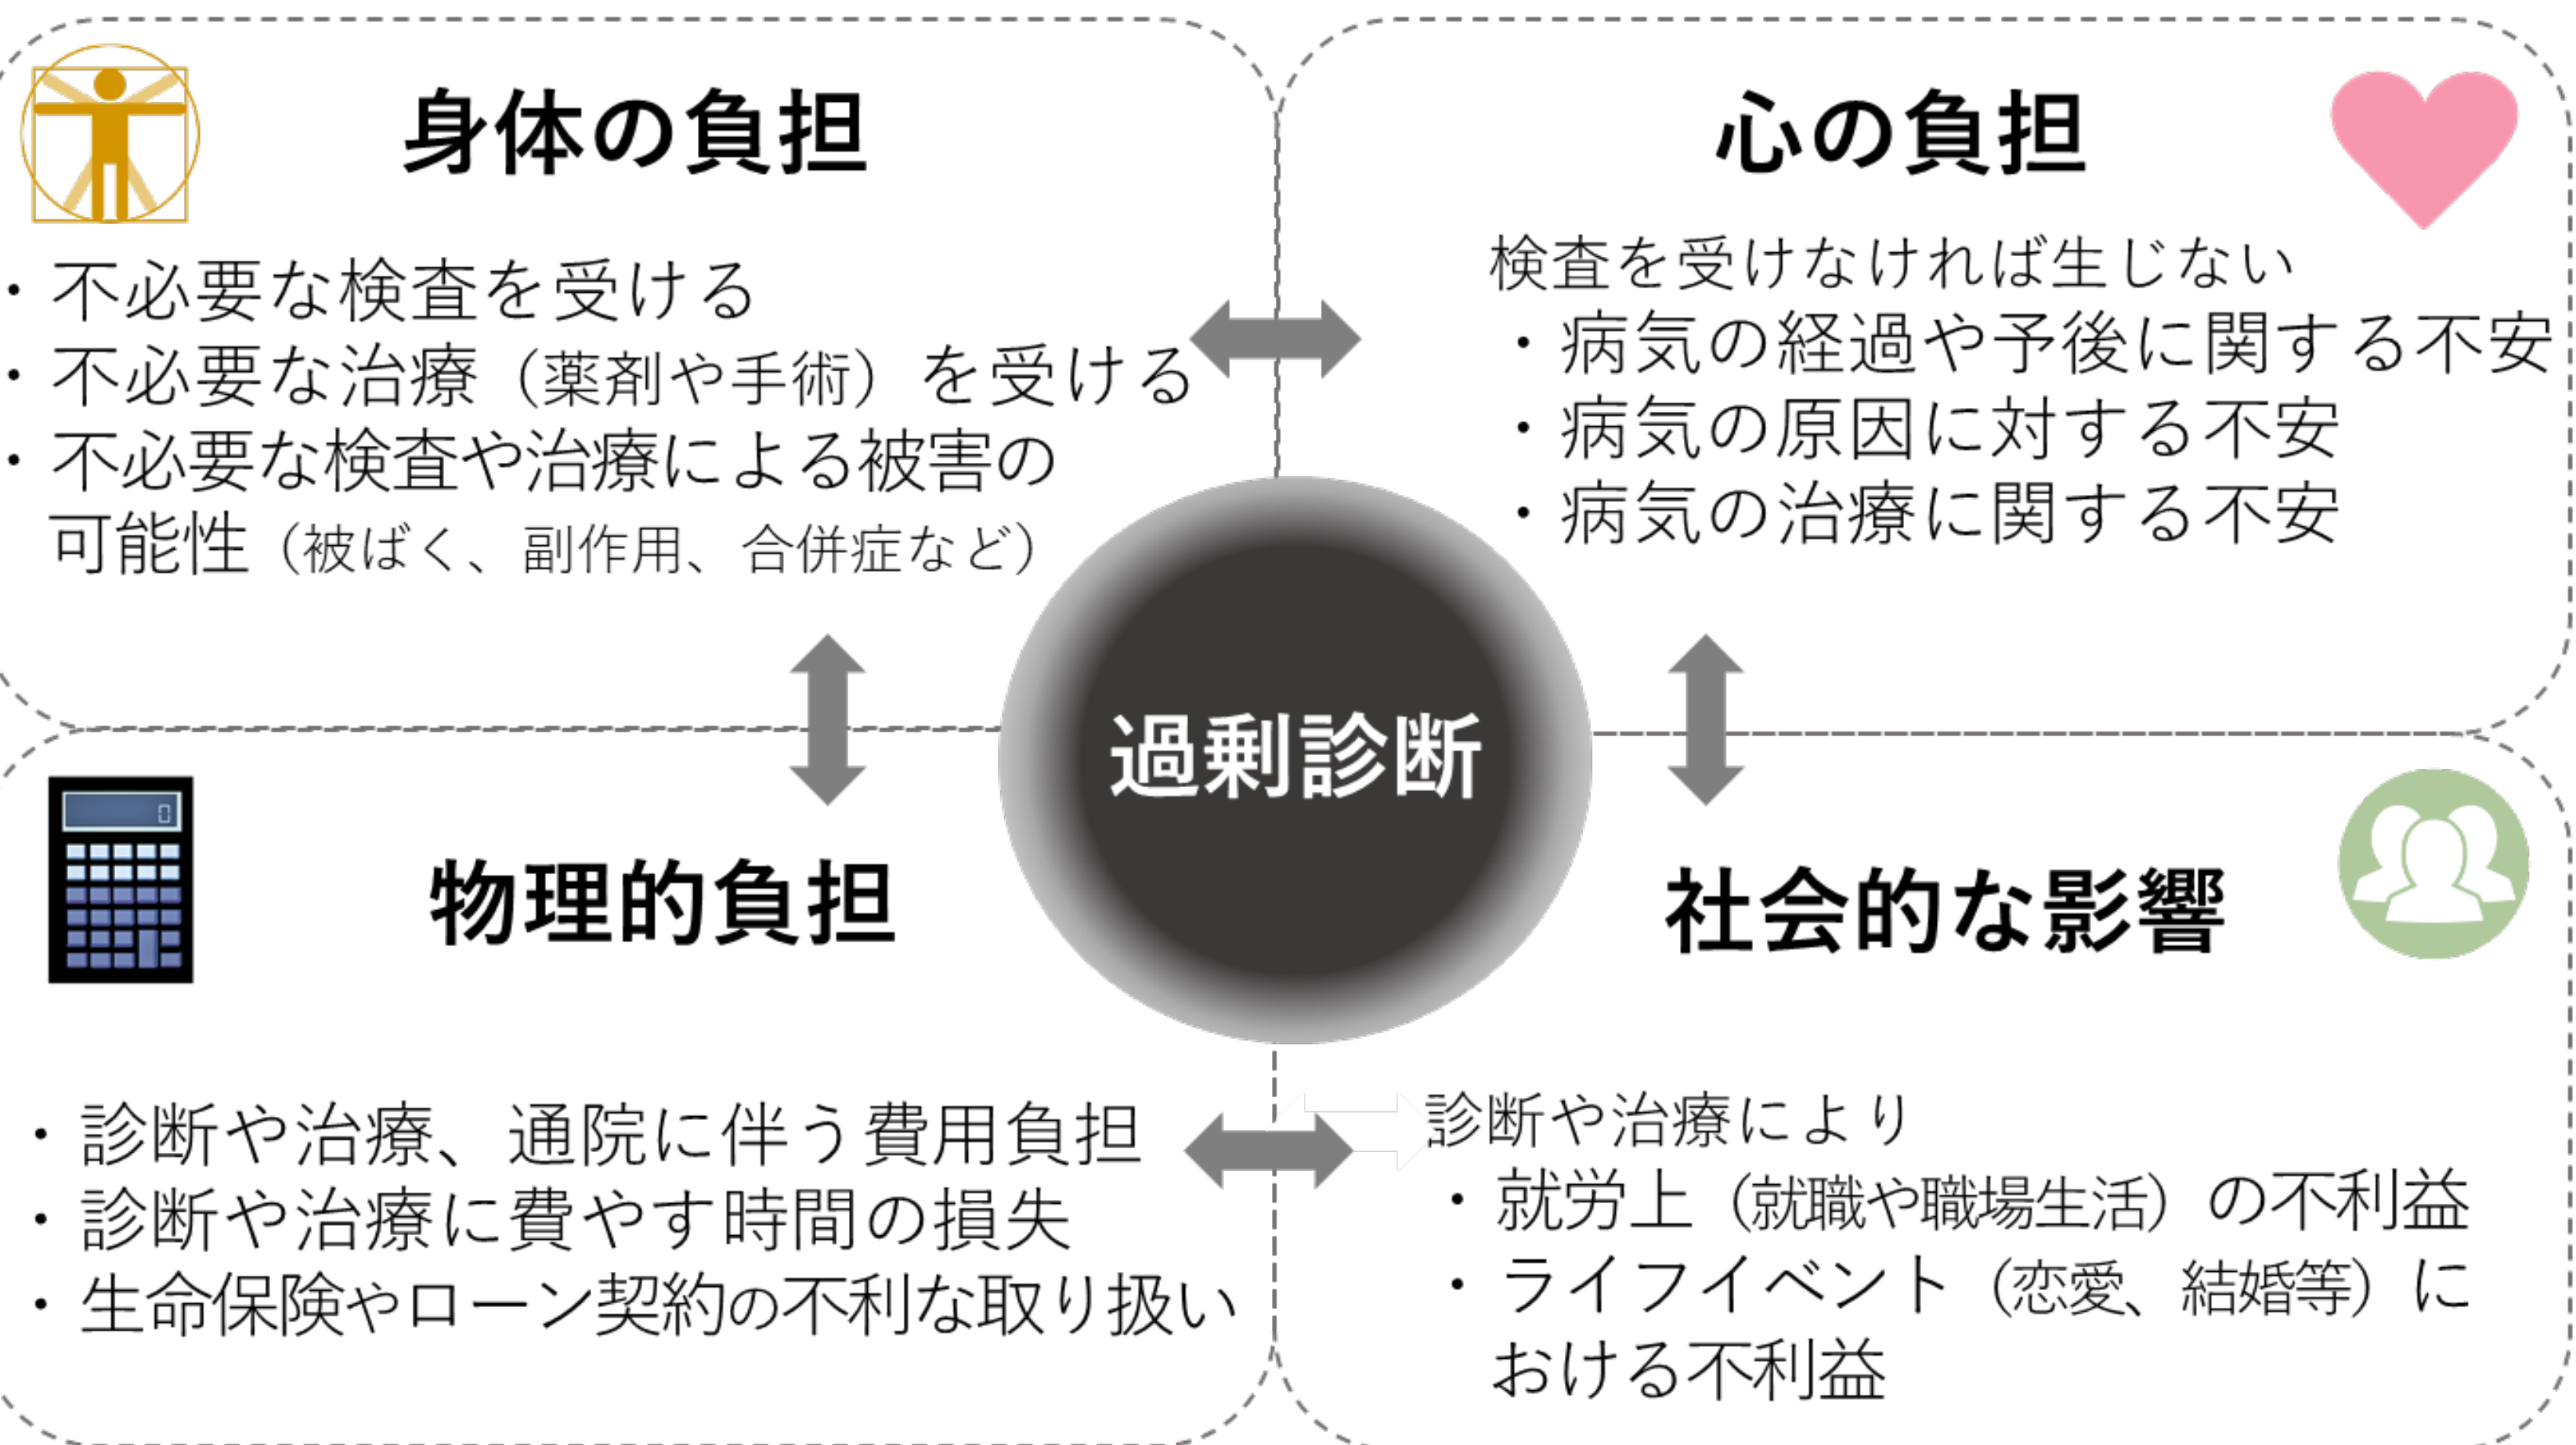 身体の負担
・不必要な検査を受ける
・不必要な治療（薬剤や手術）を受ける
・不必要な検査や治療による被害の
可能性（被ばく、副作用、合併症など）
心の負担
検査を受けなければ生じない
・病気の経過や予後に関する不安
・病気の原因に対する不安
・病気の治療に関する不安
過剰診断
0
物理的負担
・診断や治療、通院に伴う費用負担
・診断や治療に費やす時間の損失
・生命保険やローン契約の不利な取り扱い
社会的な影響
診断や治療により
・就労上（就職や職場生活）の不利益
・ライフイベント（恋愛、結婚等）に
おける不利益